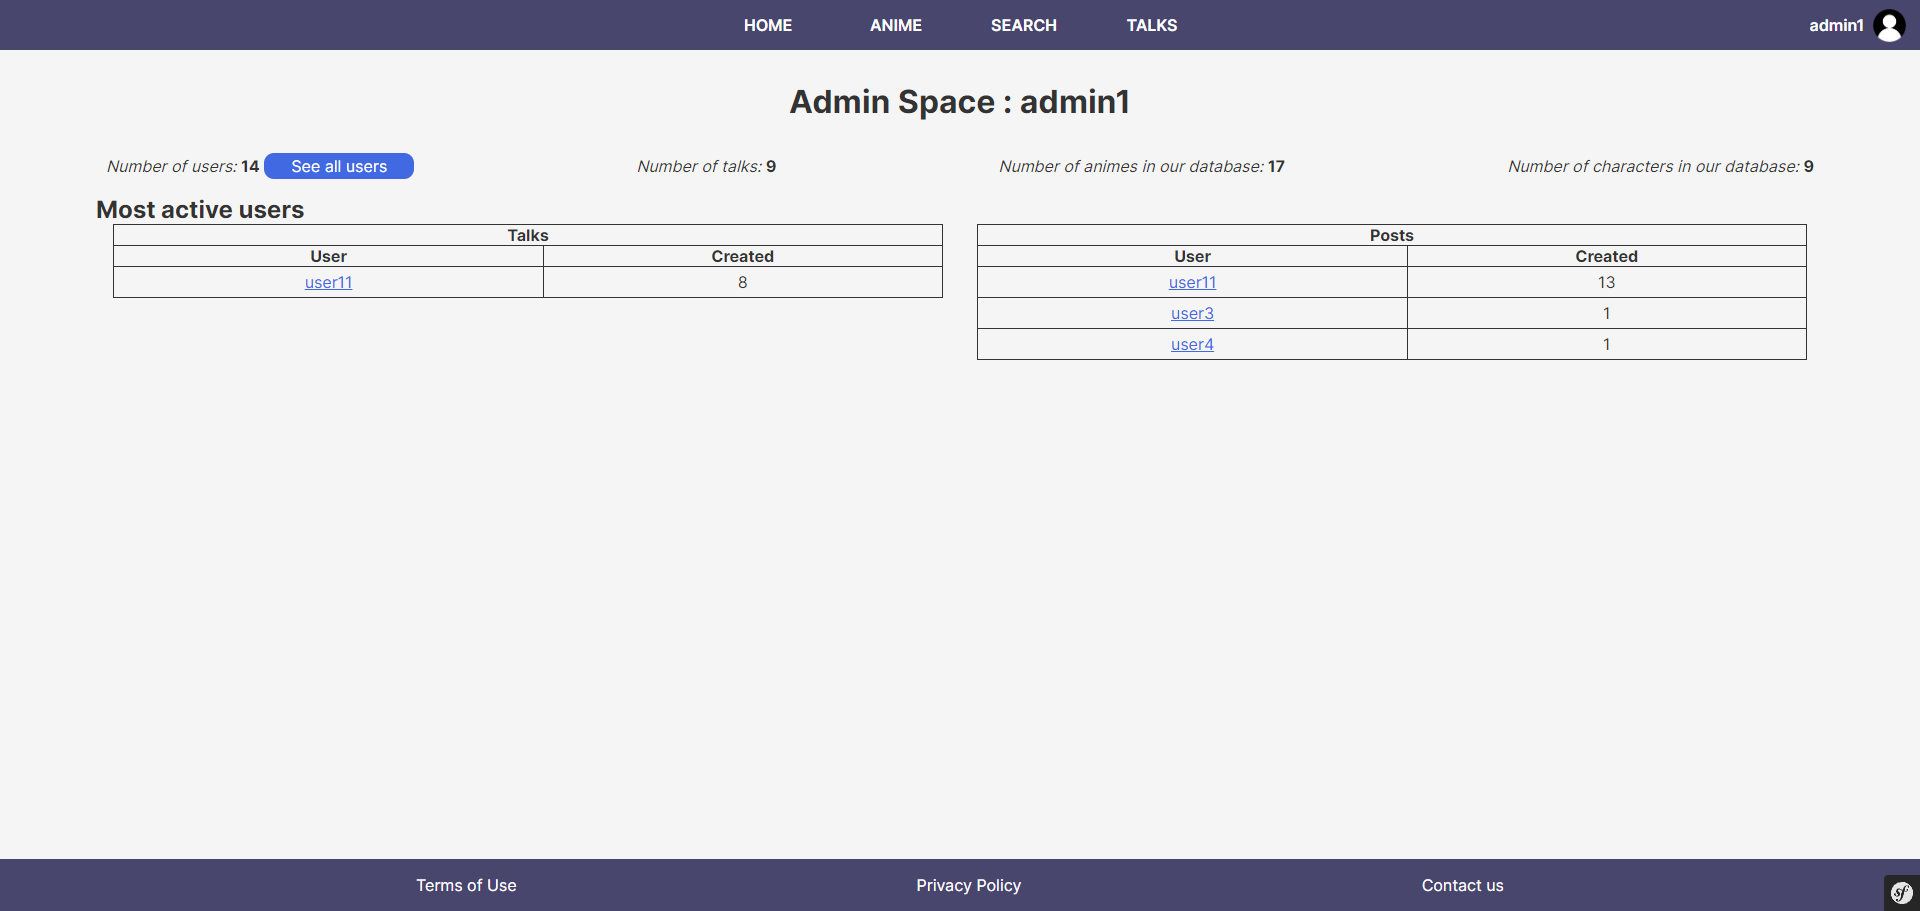 HOME ANIME SEARCH TALKS admin1
Admin Space : admin1
Number of users: 14 See all users Number of talks: 9 Number of animes in our database: 17 Number of characters in our database: 9
Most active users
Talks
User Created
user11 8
Posts
User Created
user11 13
user3 1
user4 1
Terms of Use Privacy Policy Contact us
sf